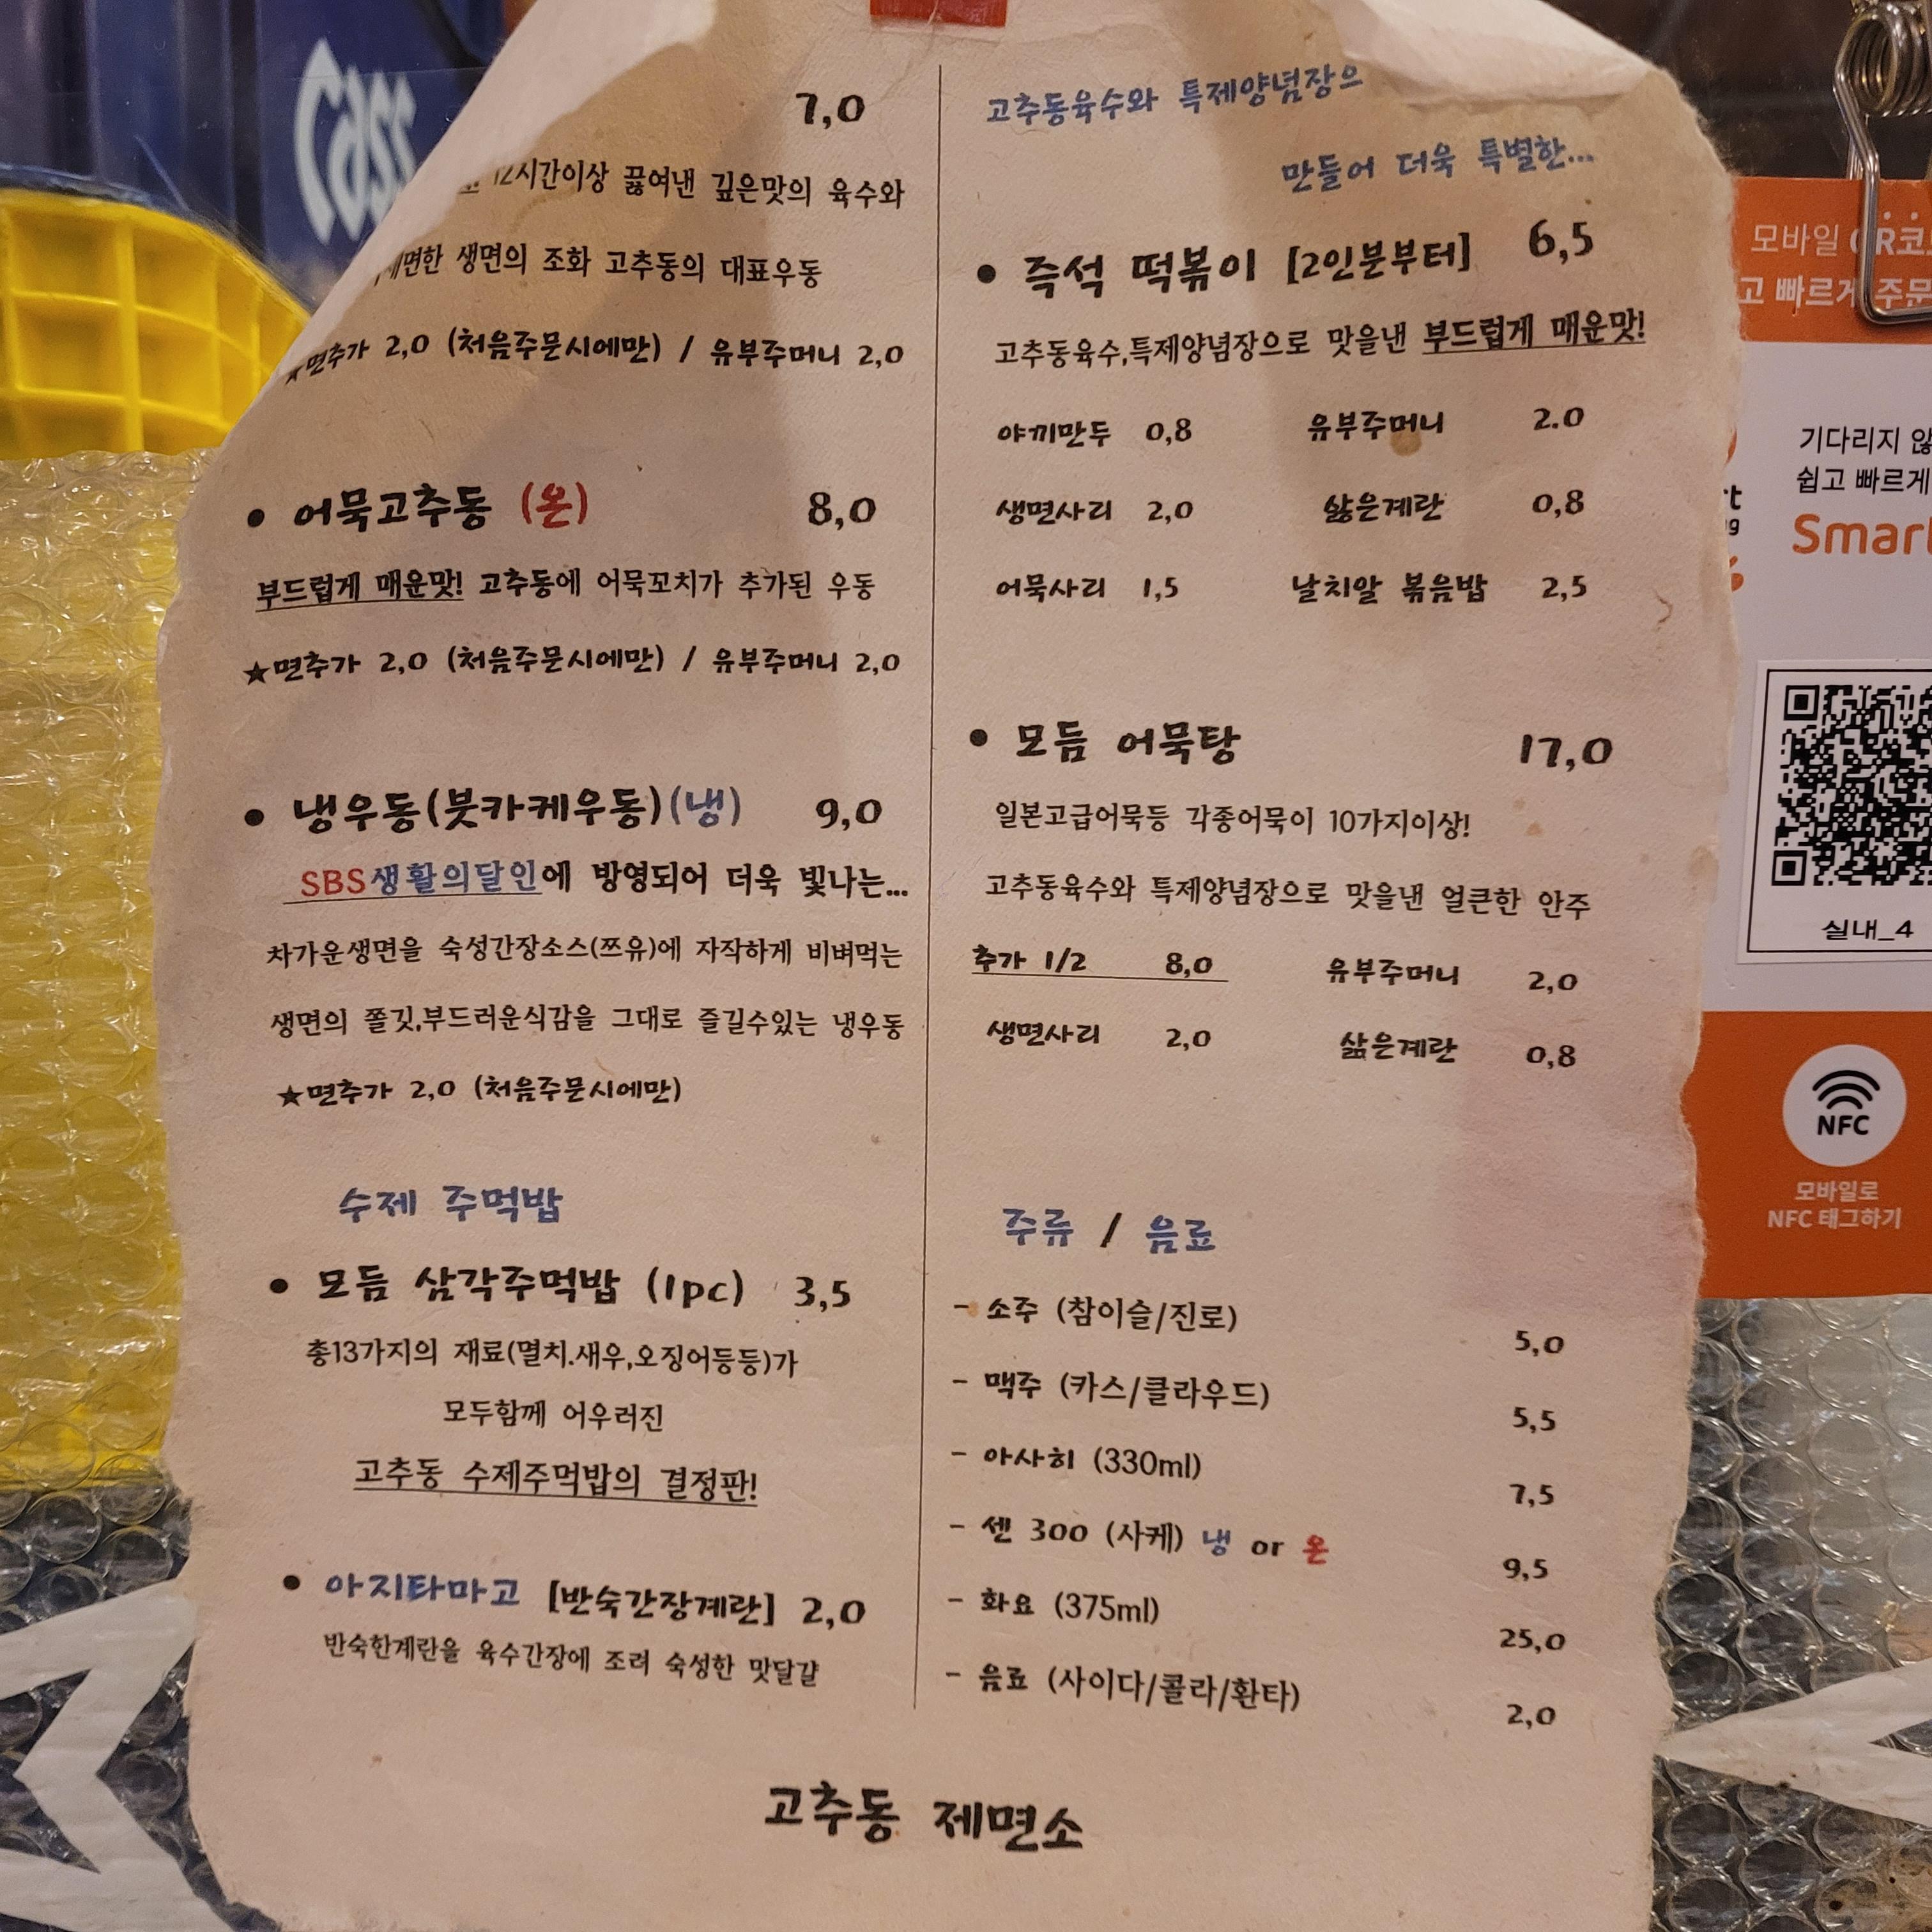 Cass
7,0
12시간이상 끓여낸 깊은맛의 육수와
제면한 생면의 조화 고추동의 대표우동
★면추가 2,0 (처음주문시에만) / 유부주머니 2,0
• 어묵고추동 (온) 8,0
부드럽게 매운맛! 고추동에 어묵꼬치가 추가된 우동
★면추가 2,0 (처음주문시에만) / 유부주머니 2,0
• 냉우동(붓카케우동)(냉) 9,0
SBS생활의달인에 방영되어 더욱 빛나는...
차가운생면을 숙성간장소스(쯔유)에 자작하게 비벼먹는
생면의 쫄깃,부드러운식감을 그대로 즐길수있는 냉우동
★면추가 2,0 (처음주문시에만)
수제 주먹밥
• 모듬 삼각주먹밥 (1pc) 3,5
총13가지의 재료(멸치.새우,오징어등등)가
모두함께 어우러진
고추동 수제주먹밥의 결정판!
• 아지타마고 [반숙간장계란] 2,0
반숙한계란을 육수간장에 조려 숙성한 맛달걀
고추동육수와 특제양념장으
만들어 더욱 특별한...
• 즉석 떡볶이 [2인분부터] 6,5
고추동육수,특제양념장으로 맛을낸 부드럽게 매운맛!
야끼만두 0,8 유부주머니 2.0
생면사리 2,0 삶은계란 0,8
어묵사리 1,5 날치알 볶음밥 2,5
• 모듬 어묵탕 17,0
일본고급어묵등 각종어묵이 10가지이상!
고추동육수와 특제양념장으로 맛을낸 얼큰한 안주
추가 1/2 8,0 유부주머니 2,0
생면사리 2,0 삶은계란 0,8
주류 / 음료
- 소주 (참이슬/진로) 5,0
- 맥주 (카스/클라우드) 5,5
- 아사히 (330ml) 7,5
- 센 300 (사케) 냉 or 온 9,5
- 화요 (375ml) 25,0
- 음료 (사이다/콜라/환타) 2,0
고추동 제면소
모바일 QR코
고 빠르게 주문
기다리지 않
쉽고 빠르게
Smart
실내_4
NFC
모바일로
NFC 태그하기